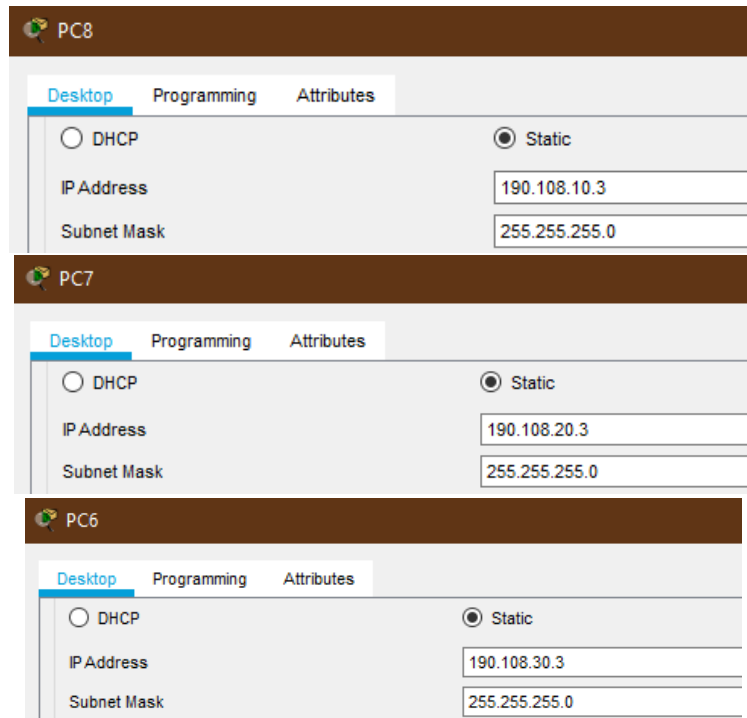 PC8
Desktop Programming Attributes
DHCP Static
IP Address 190.108.10.3
Subnet Mask 255.255.255.0
PC7
Desktop Programming Attributes
DHCP Static
IP Address 190.108.20.3
Subnet Mask 255.255.255.0
PC6
Desktop Programming Attributes
DHCP Static
IP Address 190.108.30.3
Subnet Mask 255.255.255.0